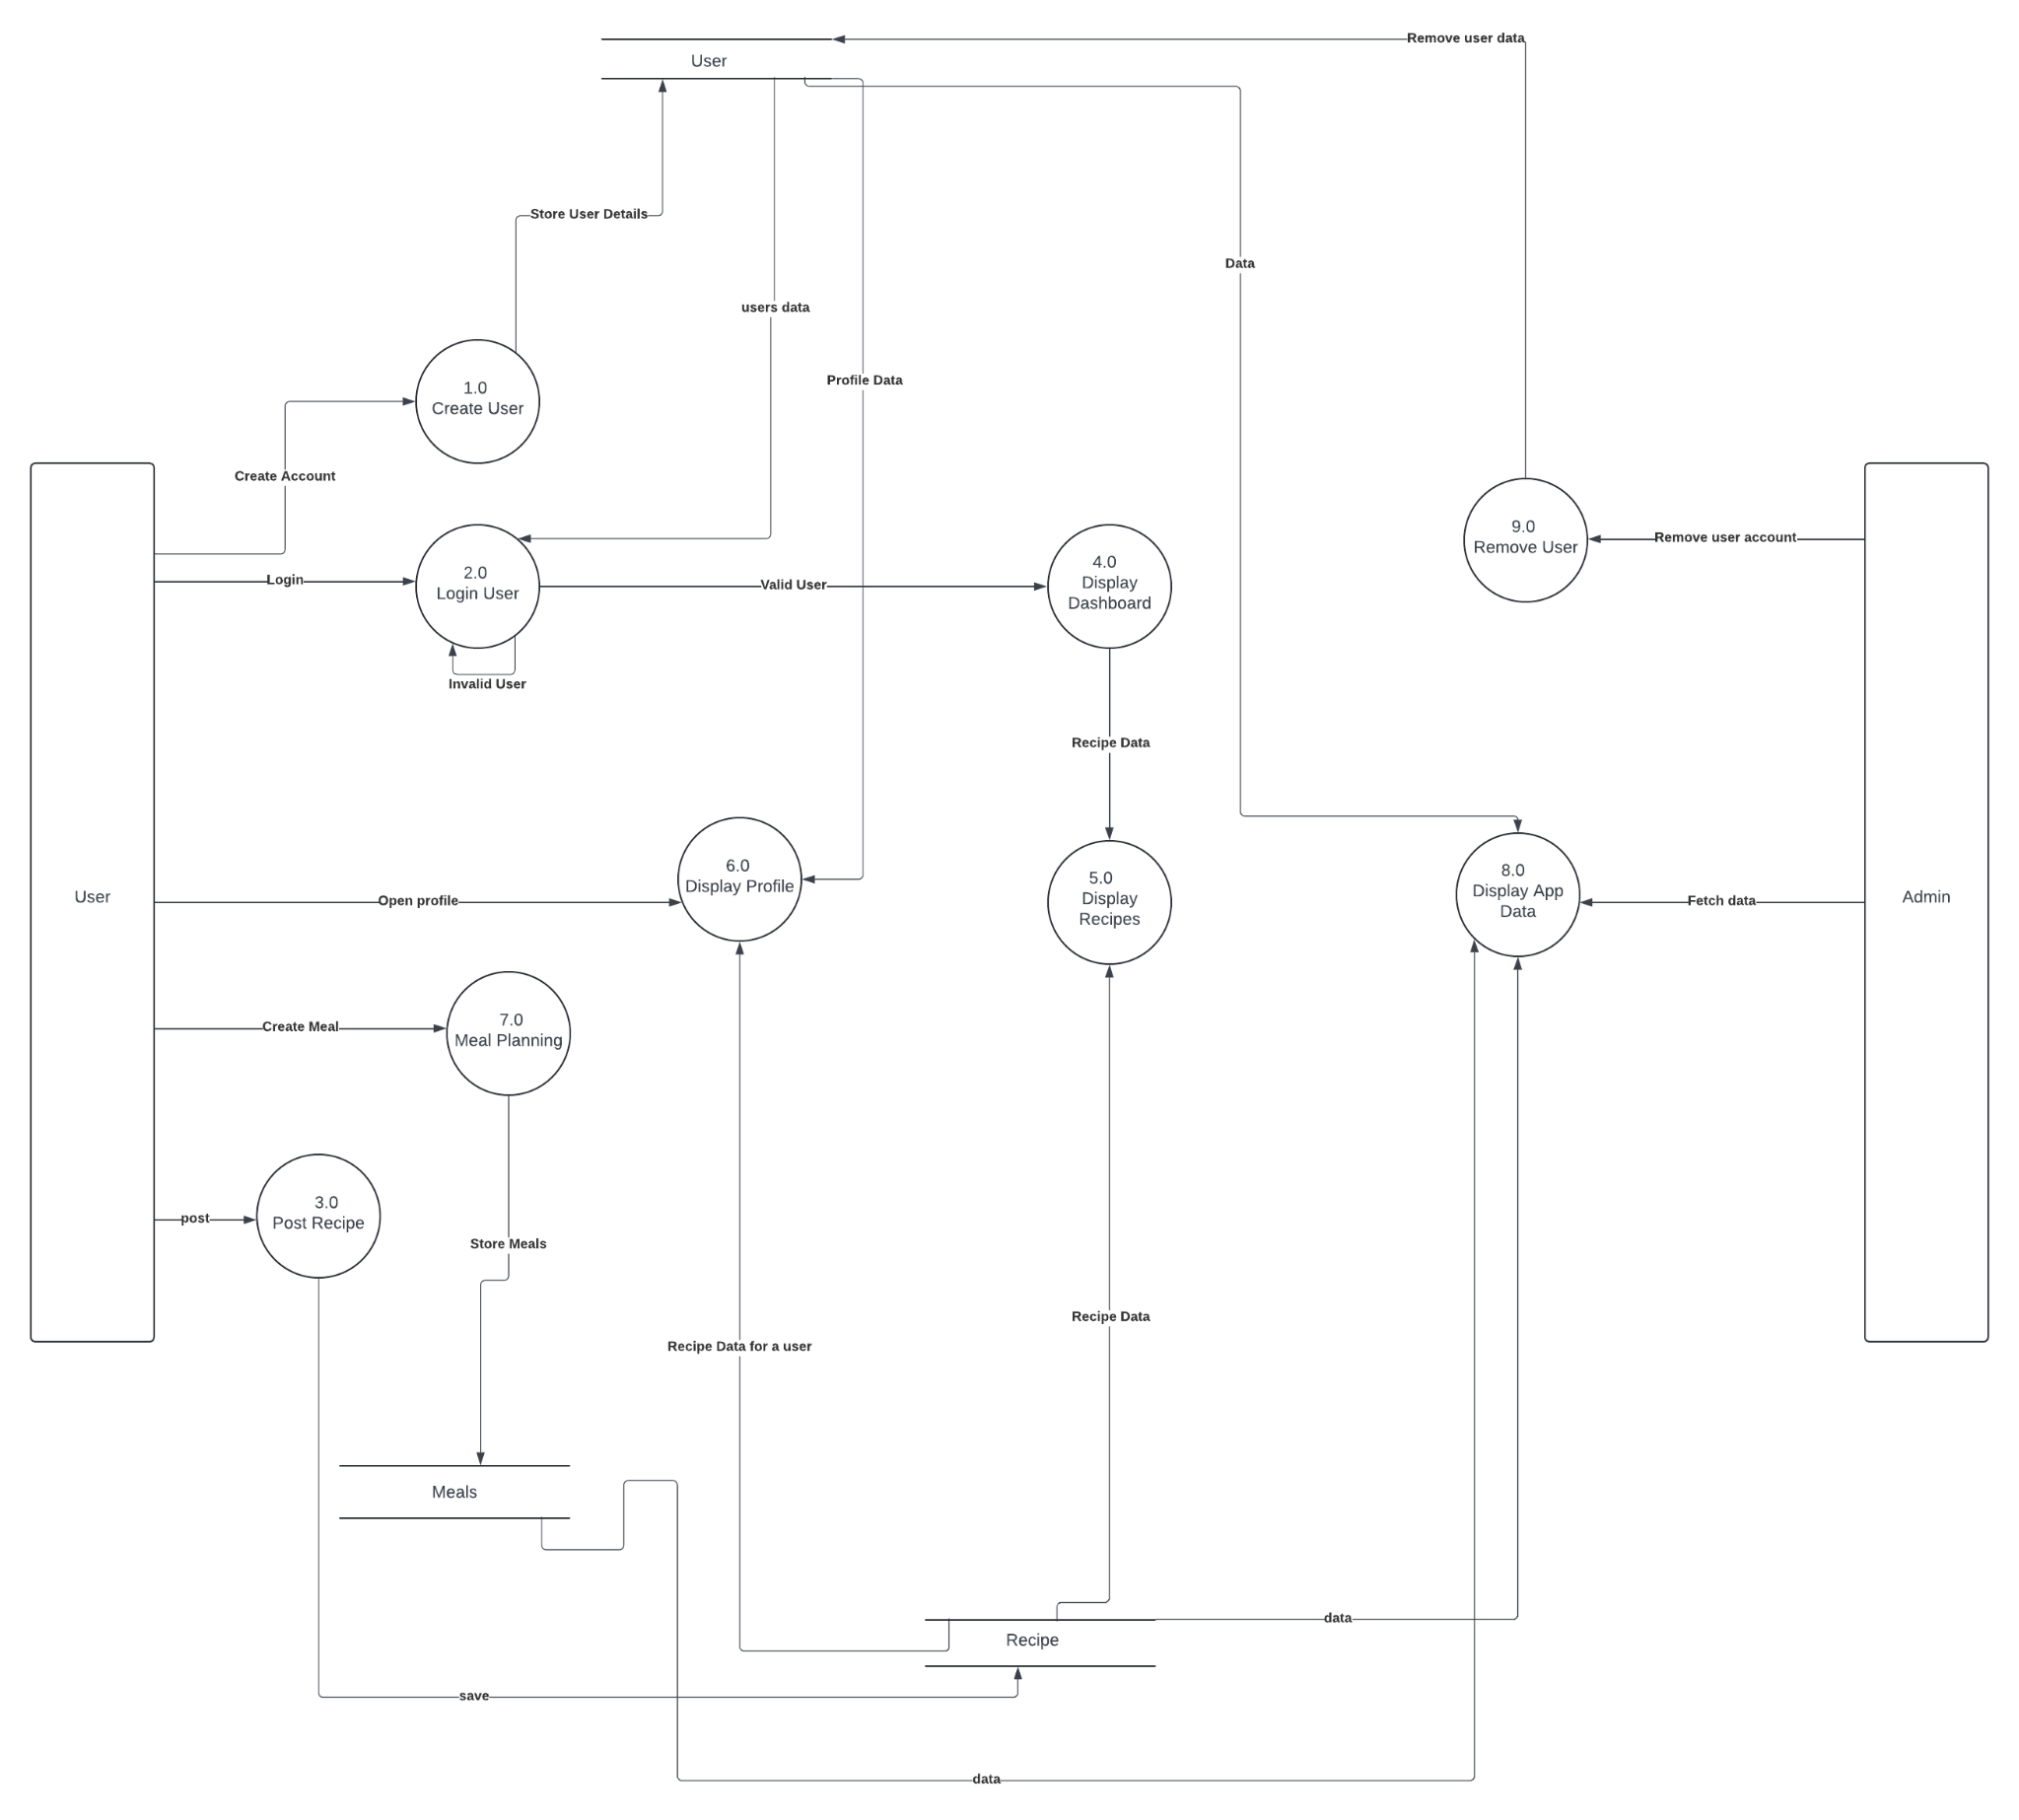 Remove user data
User
Store User Details
Data
users data
Profile Data
1.0
Create User
Create Account
9.0
Remove User
Remove user account
2.0
Login User
Login
Valid User
4.0
Display
Dashboard
Invalid User
Recipe Data
6.0
Display Profile
5.0
Display
Recipes
8.0
Display App
Data
User
Open profile
Fetch data
Admin
7.0
Meal Planning
Create Meal
3.0
Post Recipe
post
Store Meals
Recipe Data
Recipe Data for a user
Meals
data
Recipe
save
data